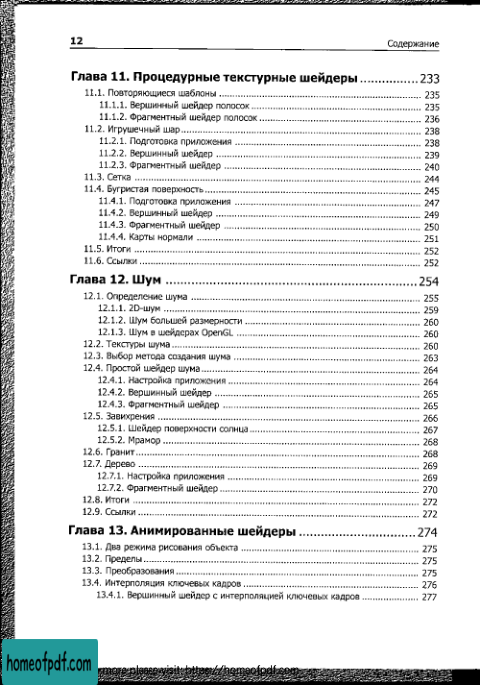 12
Содержание
Глава 11. Процедурные текстурные шейдеры ............... 233
11.1. Повторяющиеся шаблоны ............... 235
11.1.1. Вершинный шейдер полосок ............... 235
11.1.2. Фрагментный шейдер полосок ............... 236
11.2. Игрушечный шар ............... 238
11.2.1. Подготовка приложения ............... 238
11.2.2. Вершинный шейдер ............... 239
11.2.3. Фрагментный шейдер ............... 240
11.3. Сетка ............... 244
11.4. Бугристая поверхность ............... 245
11.4.1. Подготовка приложения ............... 247
11.4.2. Вершинный шейдер ............... 249
11.4.3. Фрагментный шейдер ............... 250
11.4.4. Карты нормали ............... 251
11.5. Итоги ............... 252
11.6. Ссылки ............... 252
Глава 12. Шум ............... 254
12.1. Определение шума ............... 255
12.1.1. 2D-шум ............... 259
12.1.2. Шум большей размерности ............... 260
12.1.3. Шум в шейдерах OpenGL ............... 260
12.2. Текстуры шума ............... 260
12.3. Выбор метода создания шума ............... 263
12.4. Простой шейдер шума ............... 264
12.4.1. Настройка приложения ............... 264
12.4.2. Вершинный шейдер ............... 265
12.4.3. Фрагментный шейдер ............... 265
12.5. Завихрения ............... 266
12.5.1. Шейдер поверхности солнца ............... 267
12.5.2. Мрамор ............... 268
12.6. Гранит ............... 268
12.7. Дерево ............... 269
12.7.1. Настройка приложения ............... 269
12.7.2. Фрагментный шейдер ............... 270
12.8. Итоги ............... 272
12.9. Ссылки ............... 272
Глава 13. Анимированные шейдеры ............... 274
13.1. Два режима рисования объекта ............... 275
13.2. Пределы ............... 275
13.3. Преобразования ............... 275
13.4. Интерполяция ключевых кадров ............... 276
13.4.1. Вершинный шейдер с интерполяцией ключевых кадров ............... 277
homeofpdf.com
more please visit: https://homeofpdf.com